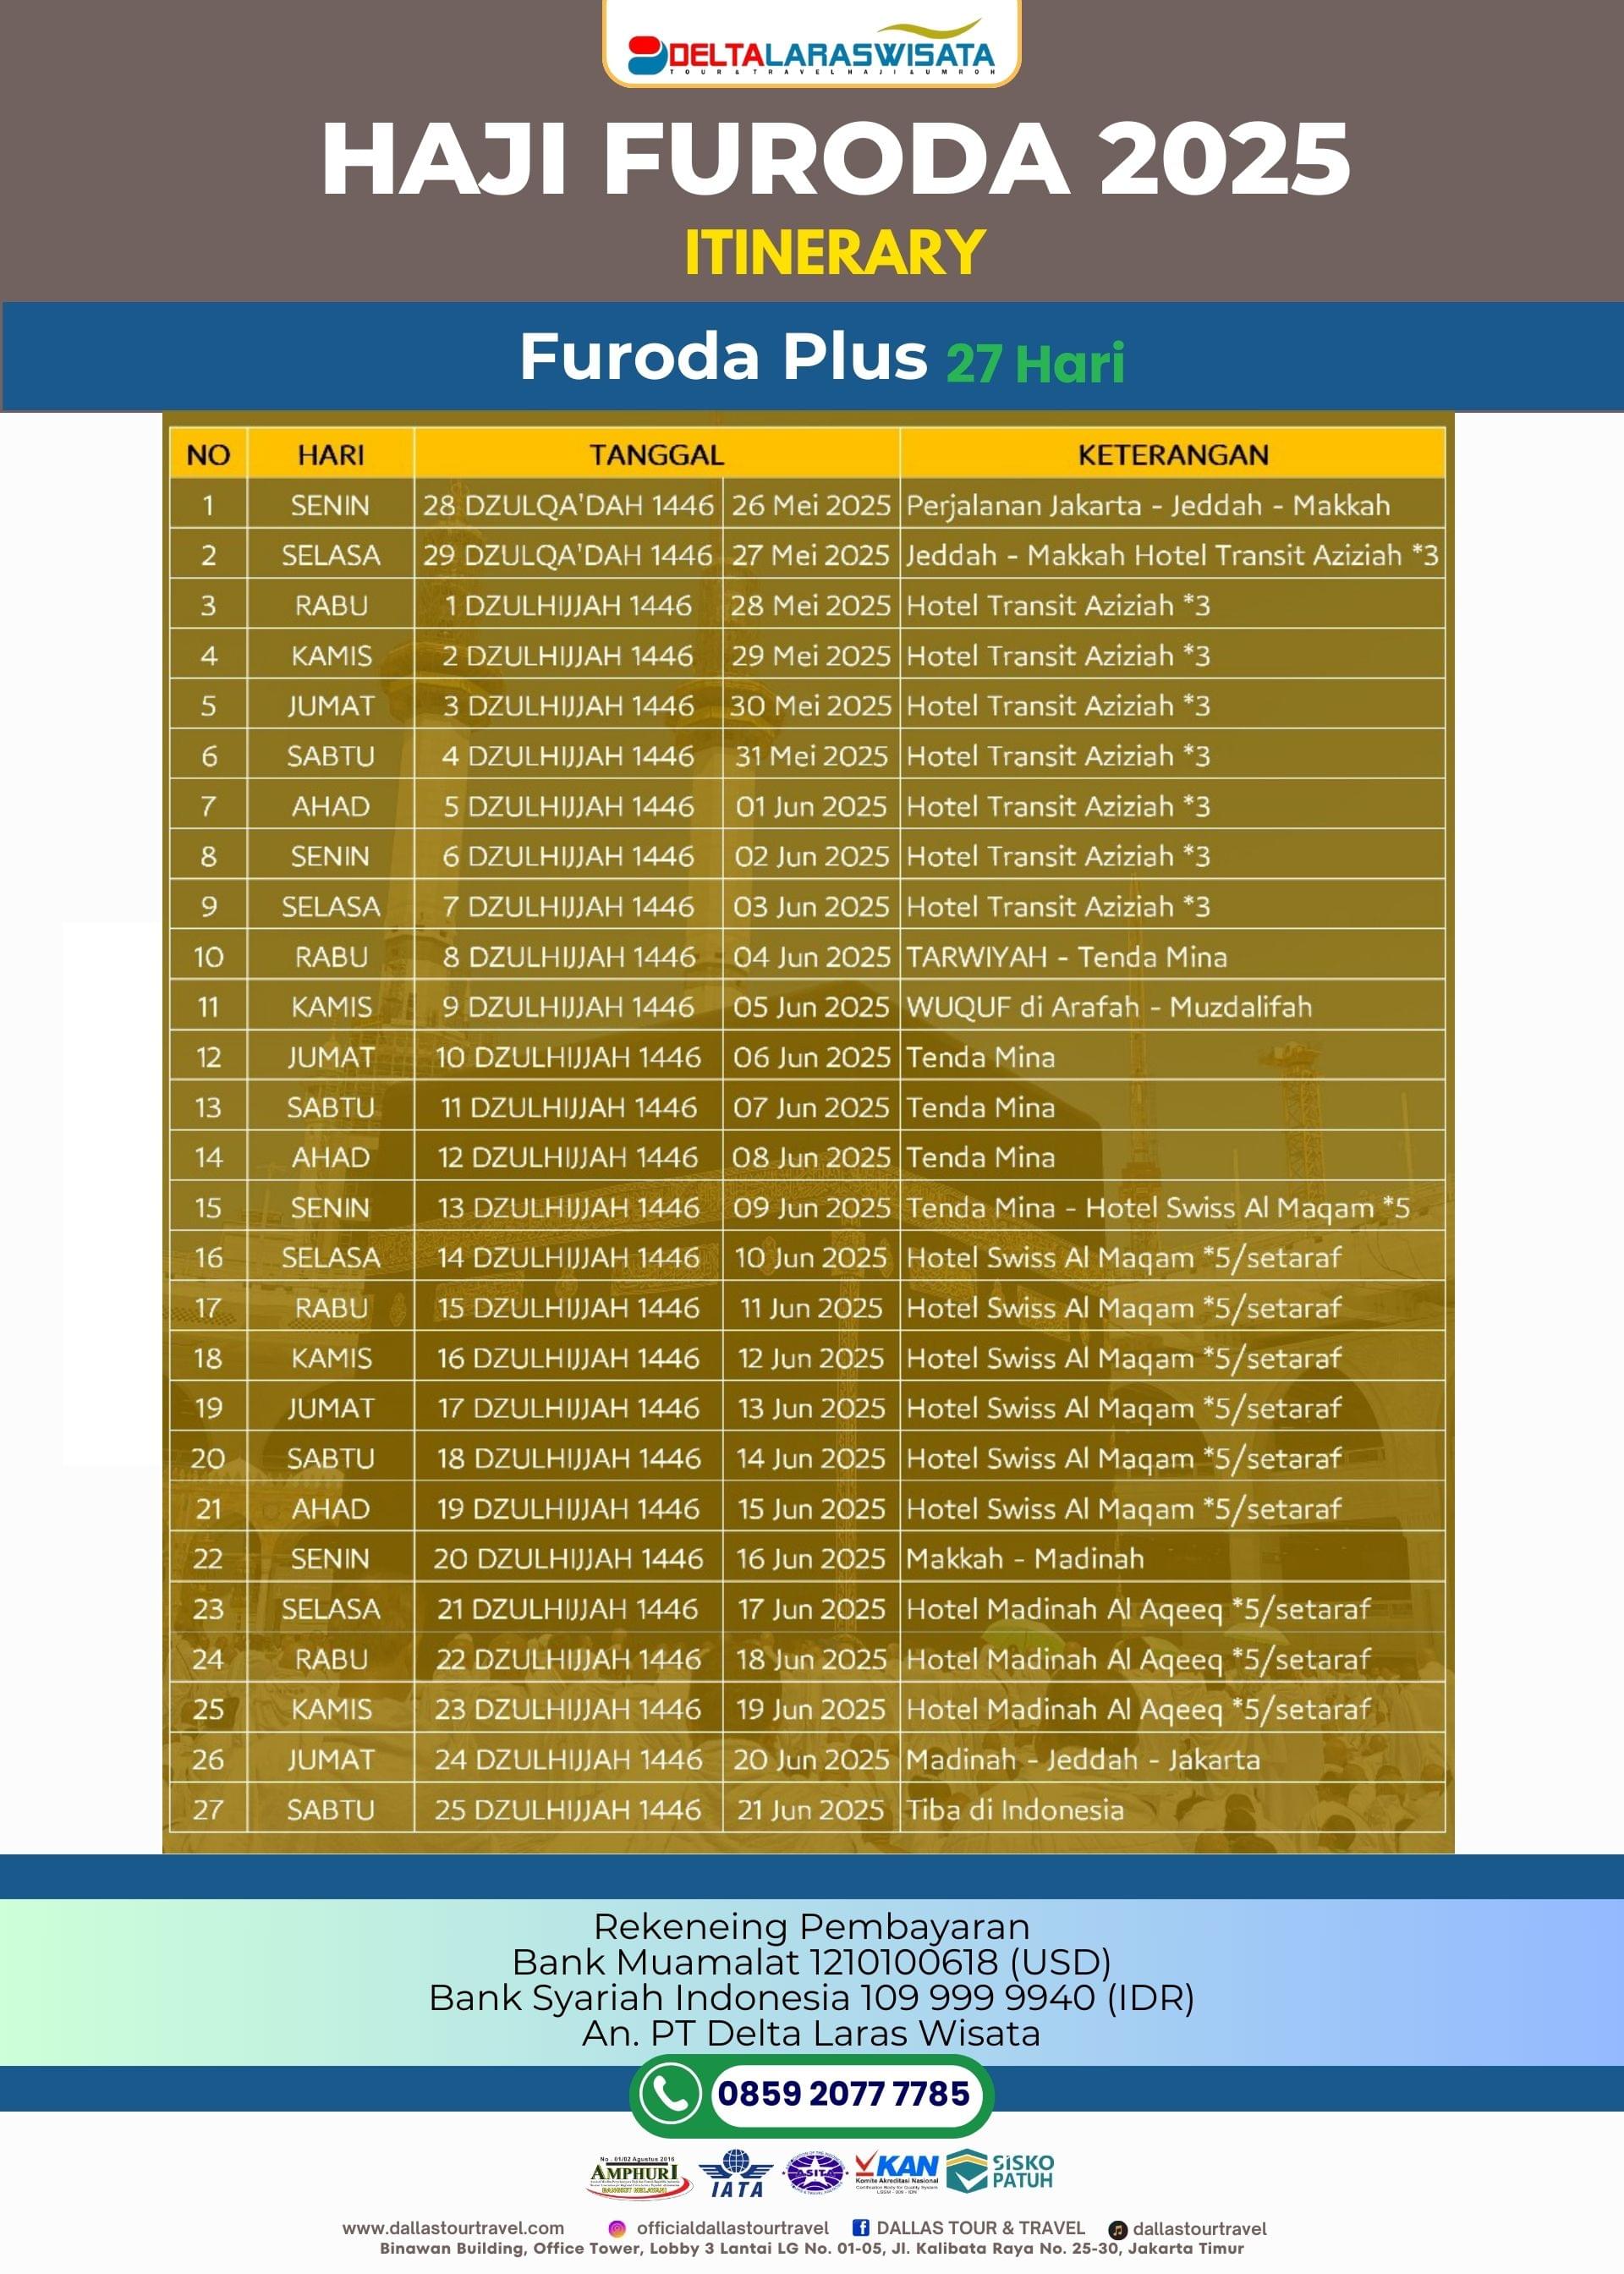 DELTALARASWISATA
TOUR & TRAVEL HAJI & UMROH
HAJI FURODA 2025
ITINERARY
Furoda Plus 27 Hari
NO HARI TANGGAL KETERANGAN
1 SENIN 28 DZULQA'DAH 1446 26 Mei 2025 Perjalanan Jakarta - Jeddah - Makkah
2 SELASA 29 DZULQA'DAH 1446 27 Mei 2025 Jeddah - Makkah Hotel Transit Aziziah *3
3 RABU 1 DZULHIJJAH 1446 28 Mei 2025 Hotel Transit Aziziah *3
4 KAMIS 2 DZULHIJJAH 1446 29 Mei 2025 Hotel Transit Aziziah *3
5 JUMAT 3 DZULHIJJAH 1446 30 Mei 2025 Hotel Transit Aziziah *3
6 SABTU 4 DZULHIJJAH 1446 31 Mei 2025 Hotel Transit Aziziah *3
7 AHAD 5 DZULHIJJAH 1446 01 Jun 2025 Hotel Transit Aziziah *3
8 SENIN 6 DZULHIJJAH 1446 02 Jun 2025 Hotel Transit Aziziah *3
9 SELASA 7 DZULHIJJAH 1446 03 Jun 2025 Hotel Transit Aziziah *3
10 RABU 8 DZULHIJJAH 1446 04 Jun 2025 TARWIYAH - Tenda Mina
11 KAMIS 9 DZULHIJJAH 1446 05 Jun 2025 WUQUF di Arafah - Muzdalifah
12 JUMAT 10 DZULHIJJAH 1446 06 Jun 2025 Tenda Mina
13 SABTU 11 DZULHIJJAH 1446 07 Jun 2025 Tenda Mina
14 AHAD 12 DZULHIJJAH 1446 08 Jun 2025 Tenda Mina
15 SENIN 13 DZULHIJJAH 1446 09 Jun 2025 Tenda Mina - Hotel Swiss Al Maqam *5
16 SELASA 14 DZULHIJJAH 1446 10 Jun 2025 Hotel Swiss Al Maqam *5/setaraf
17 RABU 15 DZULHIJJAH 1446 11 Jun 2025 Hotel Swiss Al Maqam *5/setaraf
18 KAMIS 16 DZULHIJJAH 1446 12 Jun 2025 Hotel Swiss Al Maqam *5/setaraf
19 JUMAT 17 DZULHIJJAH 1446 13 Jun 2025 Hotel Swiss Al Maqam *5/setaraf
20 SABTU 18 DZULHIJJAH 1446 14 Jun 2025 Hotel Swiss Al Maqam *5/setaraf
21 AHAD 19 DZULHIJJAH 1446 15 Jun 2025 Hotel Swiss Al Maqam *5/setaraf
22 SENIN 20 DZULHIJJAH 1446 16 Jun 2025 Makkah - Madinah
23 SELASA 21 DZULHIJJAH 1446 17 Jun 2025 Hotel Madinah Al Aqeeq *5/setaraf
24 RABU 22 DZULHIJJAH 1446 18 Jun 2025 Hotel Madinah Al Aqeeq *5/setaraf
25 KAMIS 23 DZULHIJJAH 1446 19 Jun 2025 Hotel Madinah Al Aqeeq *5/setaraf
26 JUMAT 24 DZULHIJJAH 1446 20 Jun 2025 Madinah - Jeddah - Jakarta
27 SABTU 25 DZULHIJJAH 1446 21 Jun 2025 Tiba di Indonesia
Rekeneing Pembayaran
Bank Muamalat 1210100618 (USD)
Bank Syariah Indonesia 109 999 9940 (IDR)
An. PT Delta Laras Wisata
0859 2077 7785
No . 01/02 Agustus 2016
AMPHURI
BANGKIT MELAYANI
IATA
ASITA
KAN
Komite Akreditasi Nasional
SiSKO
PATUH
www.dallastourtravel.com officialdallastourtravel DALLAS TOUR & TRAVEL dallastourtravel
Binawan Building, Office Tower, Lobby 3 Lantai LG No. 01-05, Jl. Kalibata Raya No. 25-30, Jakarta Timur